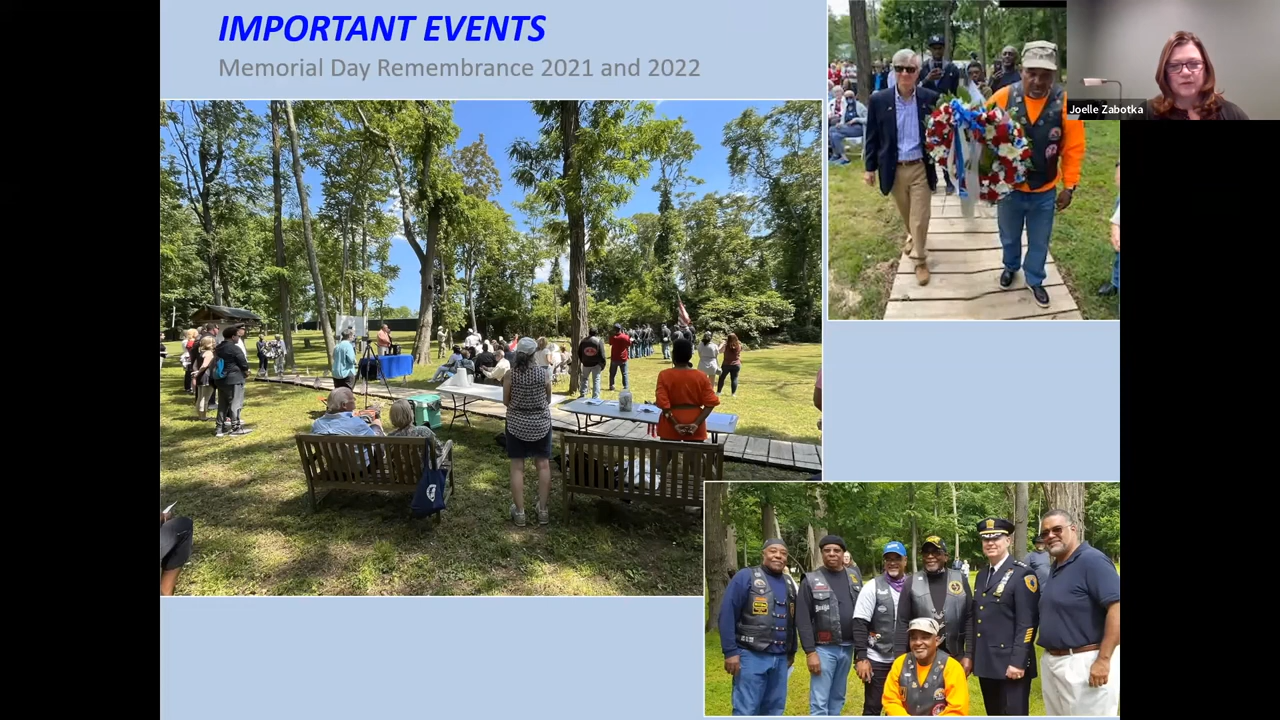 IMPORTANT EVENTS
Memorial Day Remembrance 2021 and 2022
Joelle Zabotka